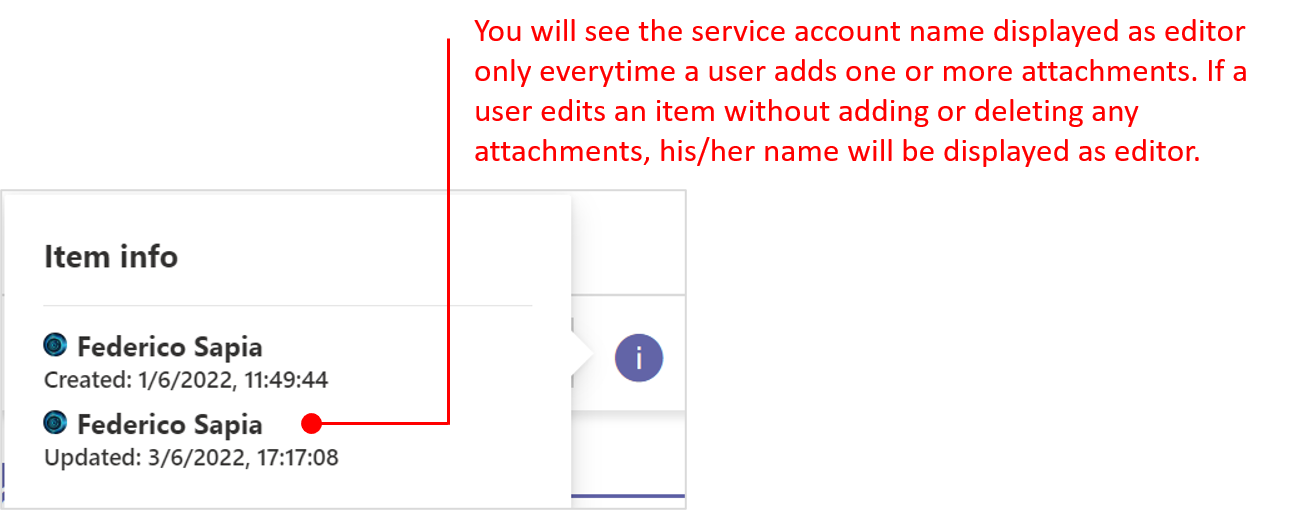 You will see the service account name displayed as editor
only everytime a user adds one or more attachments. If a
user edits an item without adding or deleting any
attachments, his/her name will be displayed as editor.
Item info
Federico Sapia
Created: 1/6/2022, 11:49:44
i
Federico Sapia
Updated: 3/6/2022, 17:17:08